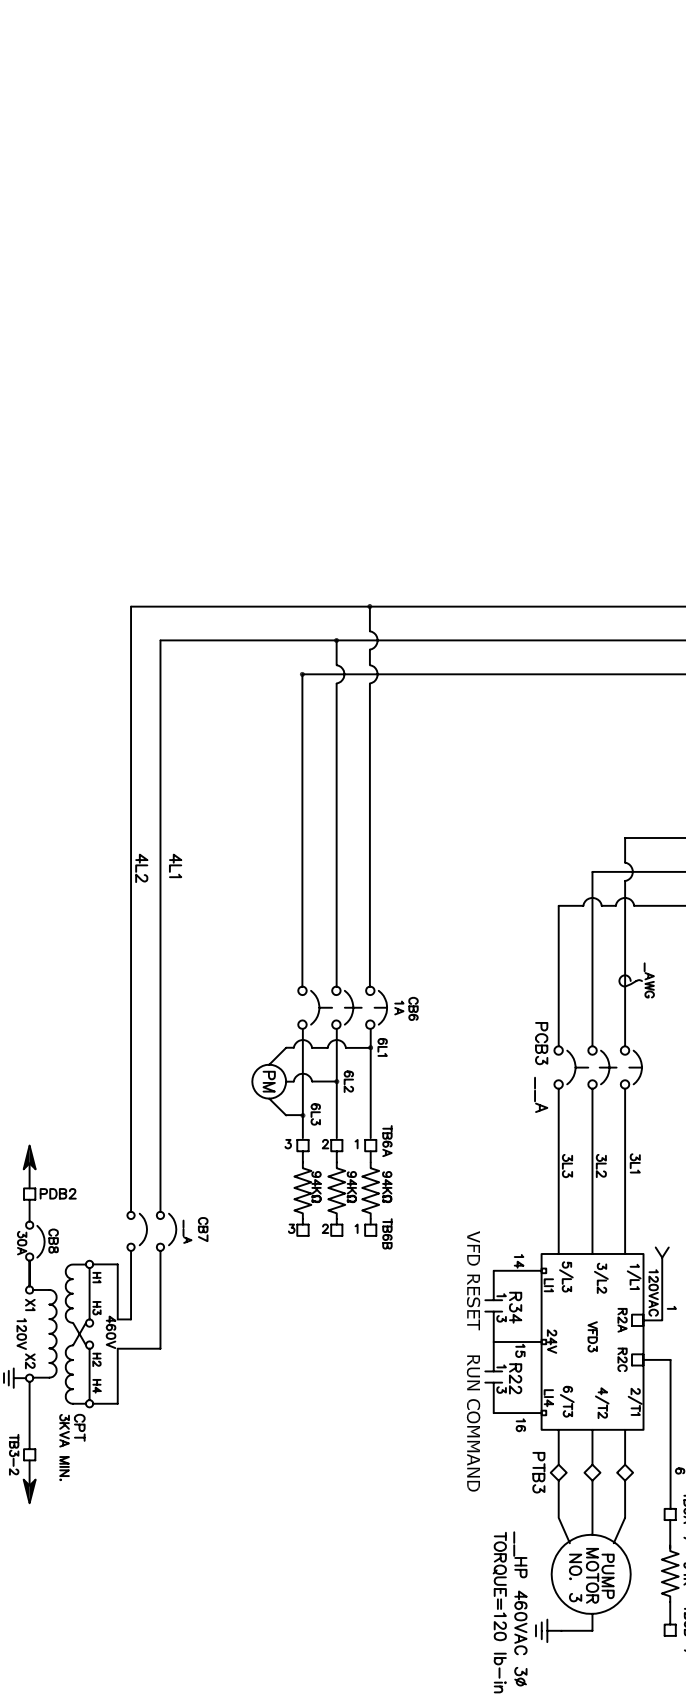 4L2
4L1
_AWG
CB6
1A
PCB3 __A
6L1
6L2
6L3
PM
TB6A
1
2
3
94KΩ
94KΩ
94KΩ
TB6B
1
2
3
3L1
3L2
3L3
CB7
_A
PDB2
CB8
30A
X1
120V
X2
H1
H3
H2
H4
460V
CPT
3KVA MIN.
TB3-2
VFD RESET
RUN COMMAND
14
R34
1
3
15
R22
1
3
16
LI1
24V
LI4
5/L3
3/L2
1/L1
VFD3
6/T3
4/T2
2/T1
R2A
R2C
120VAC
1
6
PTB3
PUMP
MOTOR
NO. 3
__HP 460VAC 3ø
TORQUE=120 lb-in